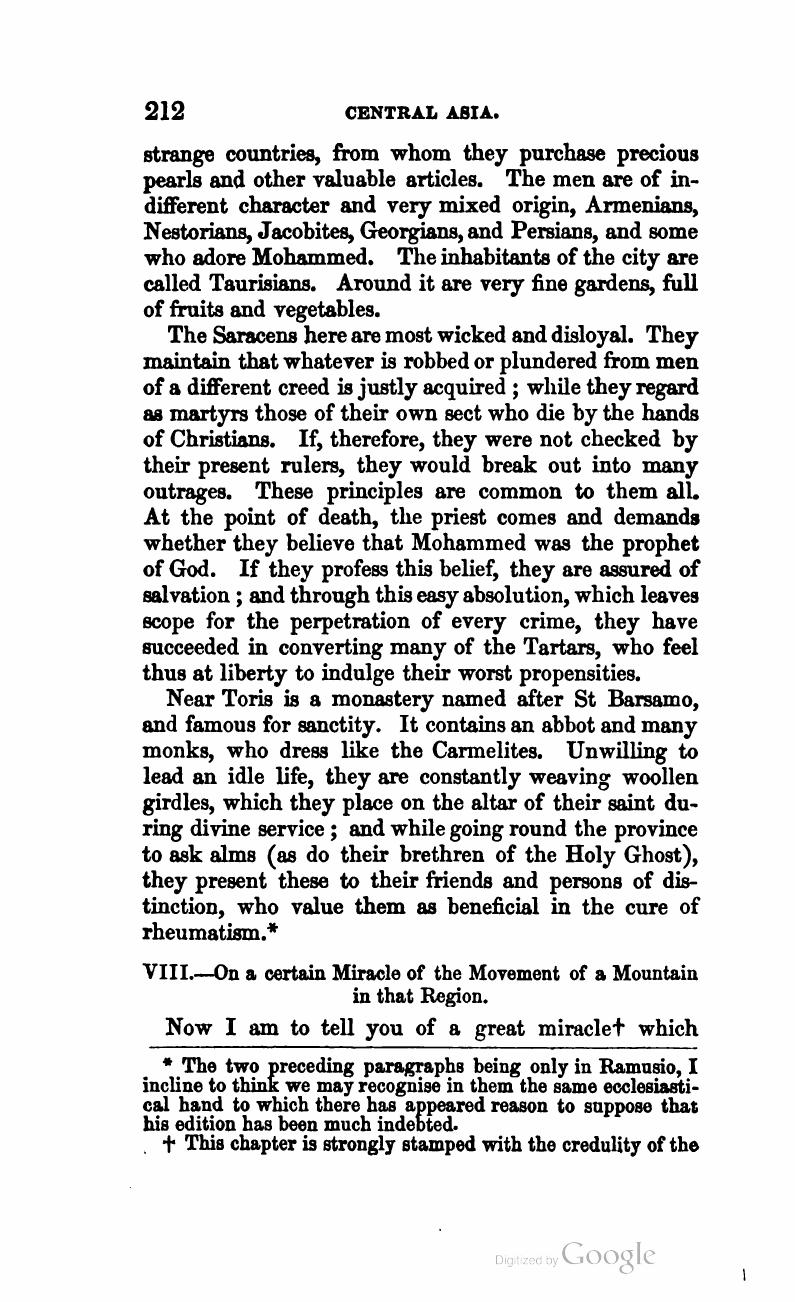 212 CENTRAL ASIA.
strange countries, from whom they purchase precious
pearls and other valuable articles. The men are of in-
different character and very mixed origin, Armenians,
Nestorians, Jacobites, Georgians, and Persians, and some
who adore Mohammed. The inhabitants of the city are
called Taurisians. Around it are very fine gardens, full
of fruits and vegetables.
The Saracens here are most wicked and disloyal. They
maintain that whatever is robbed or plundered from men
of a different creed is justly acquired ; while they regard
as martyrs those of their own sect who die by the hands
of Christians. If, therefore, they were not checked by
their present rulers, they would break out into many
outrages. These principles are common to them all.
At the point of death, the priest comes and demands
whether they believe that Mohammed was the prophet
of God. If they profess this belief, they are assured of
salvation ; and through this easy absolution, which leaves
scope for the perpetration of every crime, they have
succeeded in converting many of the Tartars, who feel
thus at liberty to indulge their worst propensities.
Near Toris is a monastery named after St Barsamo,
and famous for sanctity. It contains an abbot and many
monks, who dress like the Carmelites. Unwilling to
lead an idle life, they are constantly weaving woollen
girdles, which they place on the altar of their saint du-
ring divine service ; and while going round the province
to ask alms (as do their brethren of the Holy Ghost),
they present these to their friends and persons of dis-
tinction, who value them as beneficial in the cure of
rheumatism.*
VIII.—On a certain Miracle of the Movement of a Mountain
in that Region.
Now I am to tell you of a great miracle† which
* The two preceding paragraphs being only in Ramusio, I
incline to think we may recognise in them the same ecclesiasti-
cal hand to which there has appeared reason to suppose that
his edition has been much indebted.
† This chapter is strongly stamped with the credulity of the
Digitized by Google